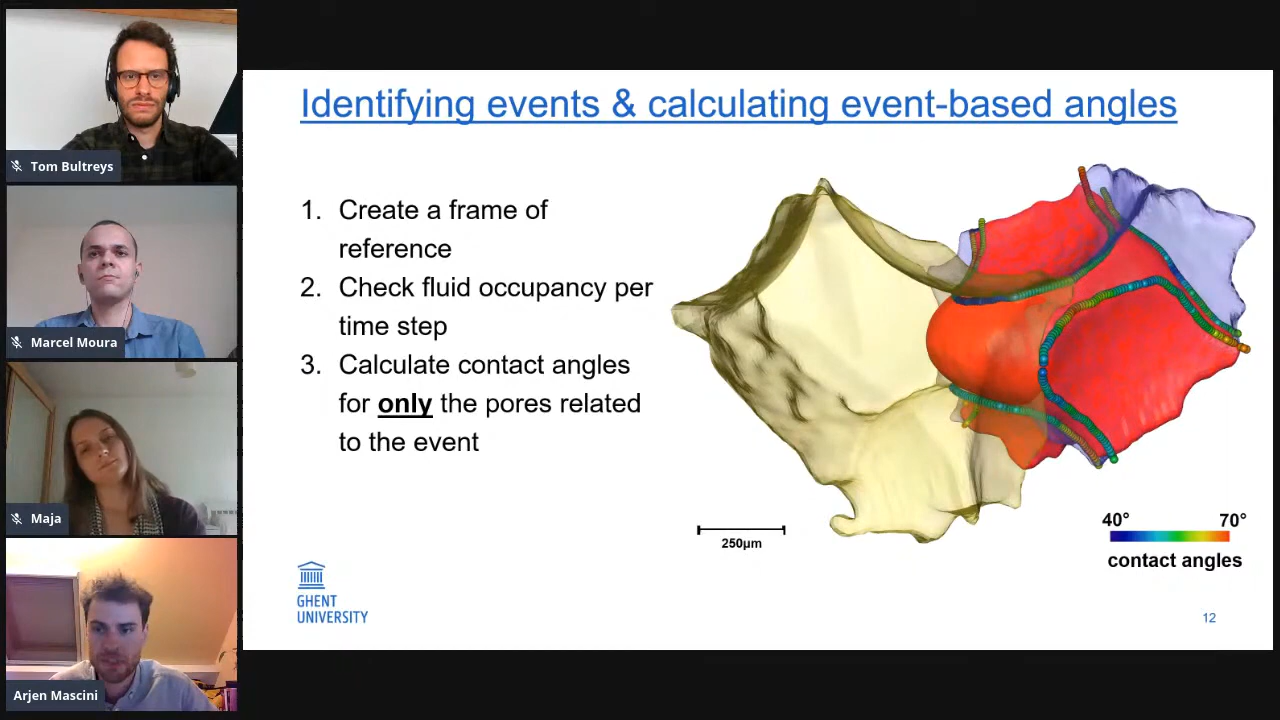 Tom Bultreys
Marcel Moura
Maja
Arjen Mascini
Identifying events & calculating event-based angles
1. Create a frame of
reference
2. Check fluid occupancy per
time step
3. Calculate contact angles
for only the pores related
to the event
250µm
40° 70°
contact angles
GHENT
UNIVERSITY
12